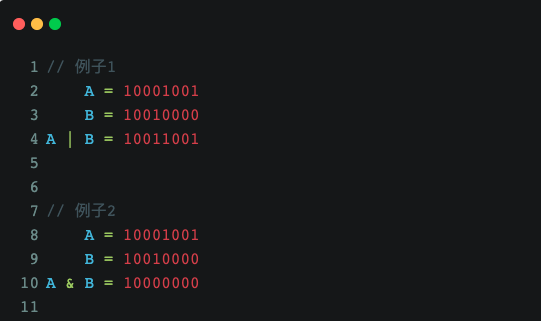 1 // 例子1
2     A = 10001001
3     B = 10010000
4 A | B = 10011001
5
6
7 // 例子2
8     A = 10001001
9     B = 10010000
10 A & B = 10000000
11